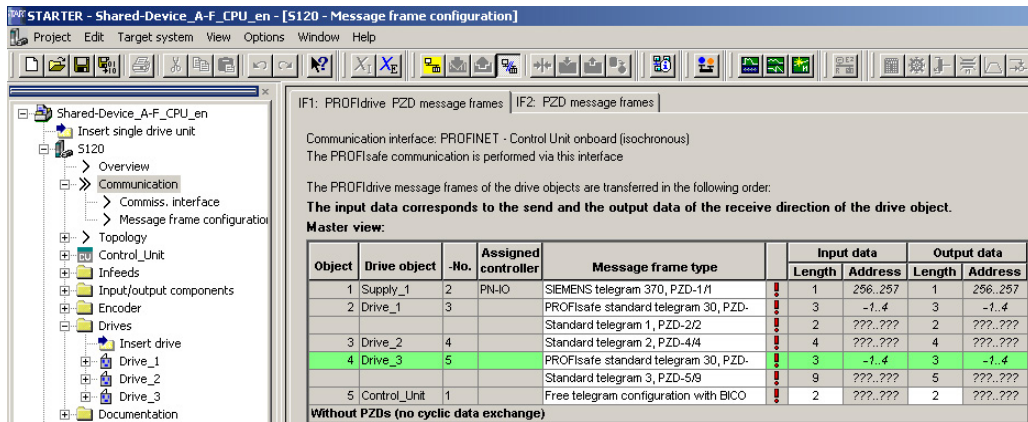 STARTER - Shared-Device_A-F_CPU_en - [S120 - Message frame configuration]
Project Edit Target system View Options Window Help
Shared-Device_A-F_CPU_en
Insert single drive unit
S120
Overview
Communication
Commiss. interface
Message frame configuration
Topology
Control_Unit
Infeeds
Input/output components
Encoder
Drives
Insert drive
Drive_1
Drive_2
Drive_3
Documentation
IF1: PROFIdrive PZD message frames IF2: PZD message frames
Communication interface: PROFINET - Control Unit onboard (isochronous)
The PROFIsafe communication is performed via this interface
The PROFIdrive message frames of the drive objects are transferred in the following order:
The input data corresponds to the send and the output data of the receive direction of the drive object.
Master view:
Object Drive object -No. Assigned controller Message frame type Input data Output data
Length Address Length Address
1 Supply_1 2 PN-IO SIEMENS telegram 370, PZD-1/1 ! 1 256..257 1 256..257
2 Drive_1 3 PROFIsafe standard telegram 30, PZD- ! 3 -1..4 3 -1..4
Standard telegram 1, PZD-2/2 ! 2 ???..??? 2 ???..???
3 Drive_2 4 Standard telegram 2, PZD-4/4 ! 4 ???..??? 4 ???..???
4 Drive_3 5 PROFIsafe standard telegram 30, PZD- ! 3 -1..4 3 -1..4
Standard telegram 3, PZD-5/9 ! 9 ???..??? 5 ???..???
5 Control_Unit 1 Free telegram configuration with BICO ! 2 ???..??? 2 ???..???
Without PZDs (no cyclic data exchange)